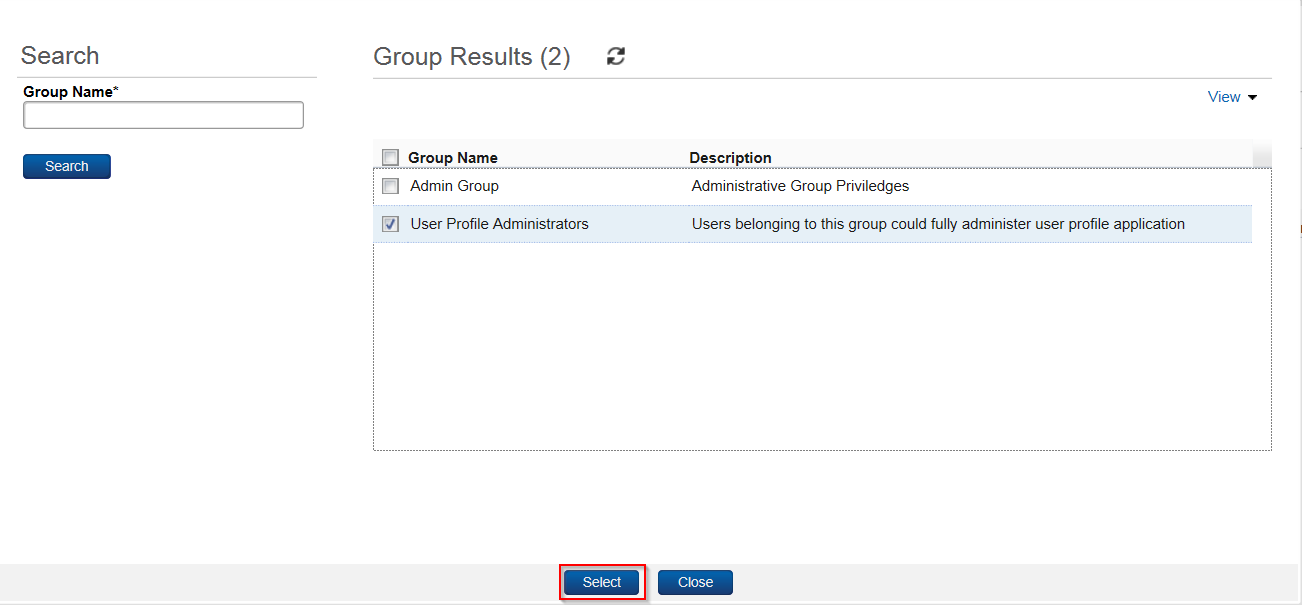 Search
Group Name*
Search
Group Results (2)
View
Group Name Description
Admin Group Administrative Group Priviledges
User Profile Administrators Users belonging to this group could fully administer user profile application
Select Close